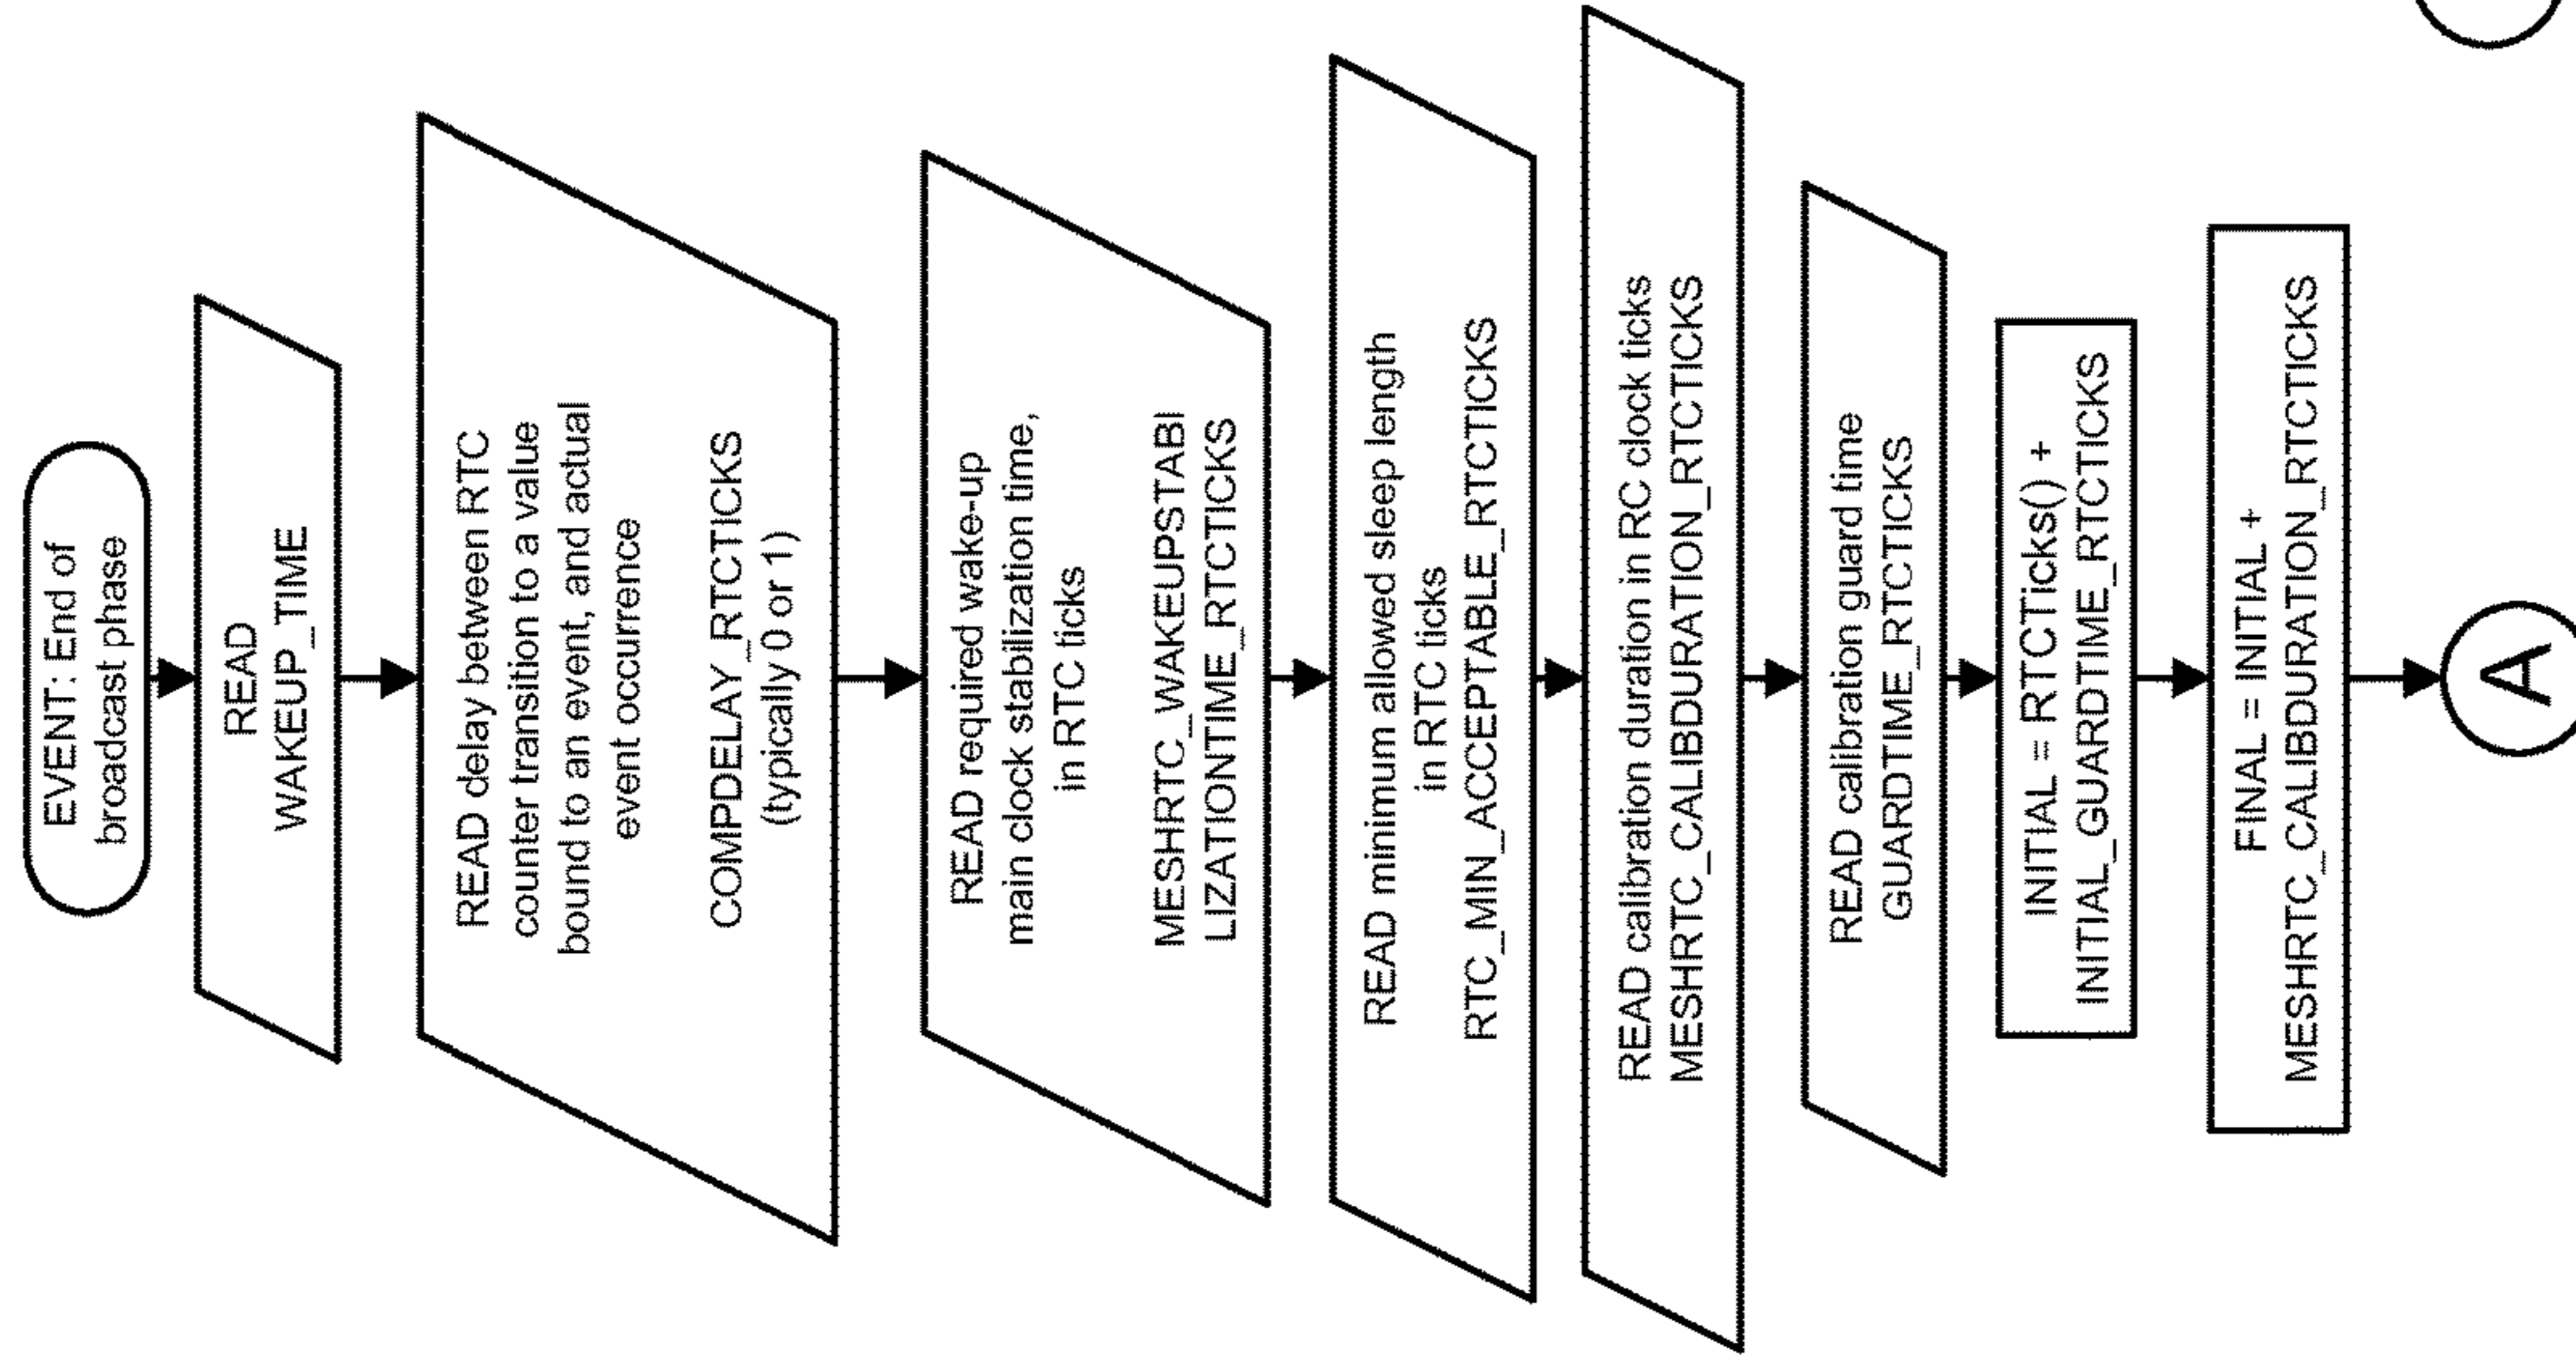 EVENT: End of
broadcast phase
READ
WAKEUP_TIME
READ delay between RTC
counter transition to a value
bound to an event, and actual
event occurrence
COMPDELAY_RTCTICKS
(typically 0 or 1)
READ required wake-up
main clock stabilization time,
in RTC ticks
MESHRTC_WAKEUPSTABI
LIZATIONTIME_RTCTICKS
READ minimum allowed sleep length
in RTC ticks
RTC_MIN_ACCEPTABLE_RTCTICKS
READ calibration duration in RC clock ticks
MESHRTC_CALIBDURATION_RTCTICKS
READ calibration guard time
GUARDTIME_RTCTICKS
INITIAL = RTCTicks() +
INITIAL_GUARDTIME_RTCTICKS
FINAL = INITIAL +
MESHRTC_CALIBDURATION_RTCTICKS
A